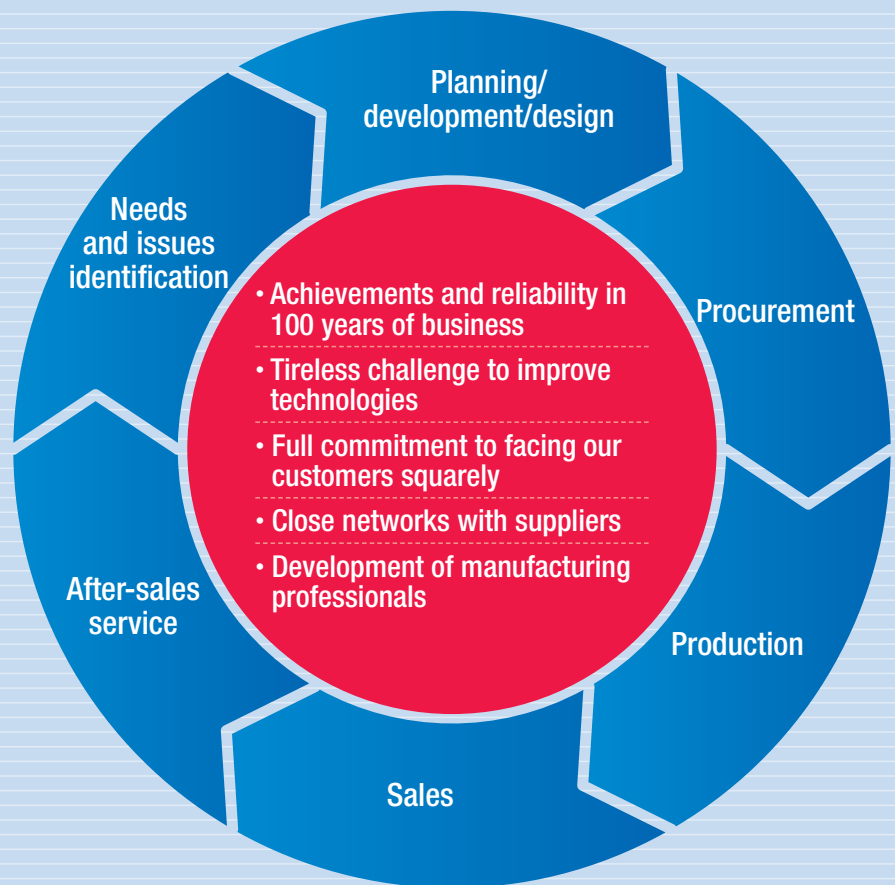 Planning/
development/design
Needs
and issues
identification
Procurement
• Achievements and reliability in
100 years of business
• Tireless challenge to improve
technologies
• Full commitment to facing our
customers squarely
• Close networks with suppliers
• Development of manufacturing
professionals
After-sales
service
Production
Sales